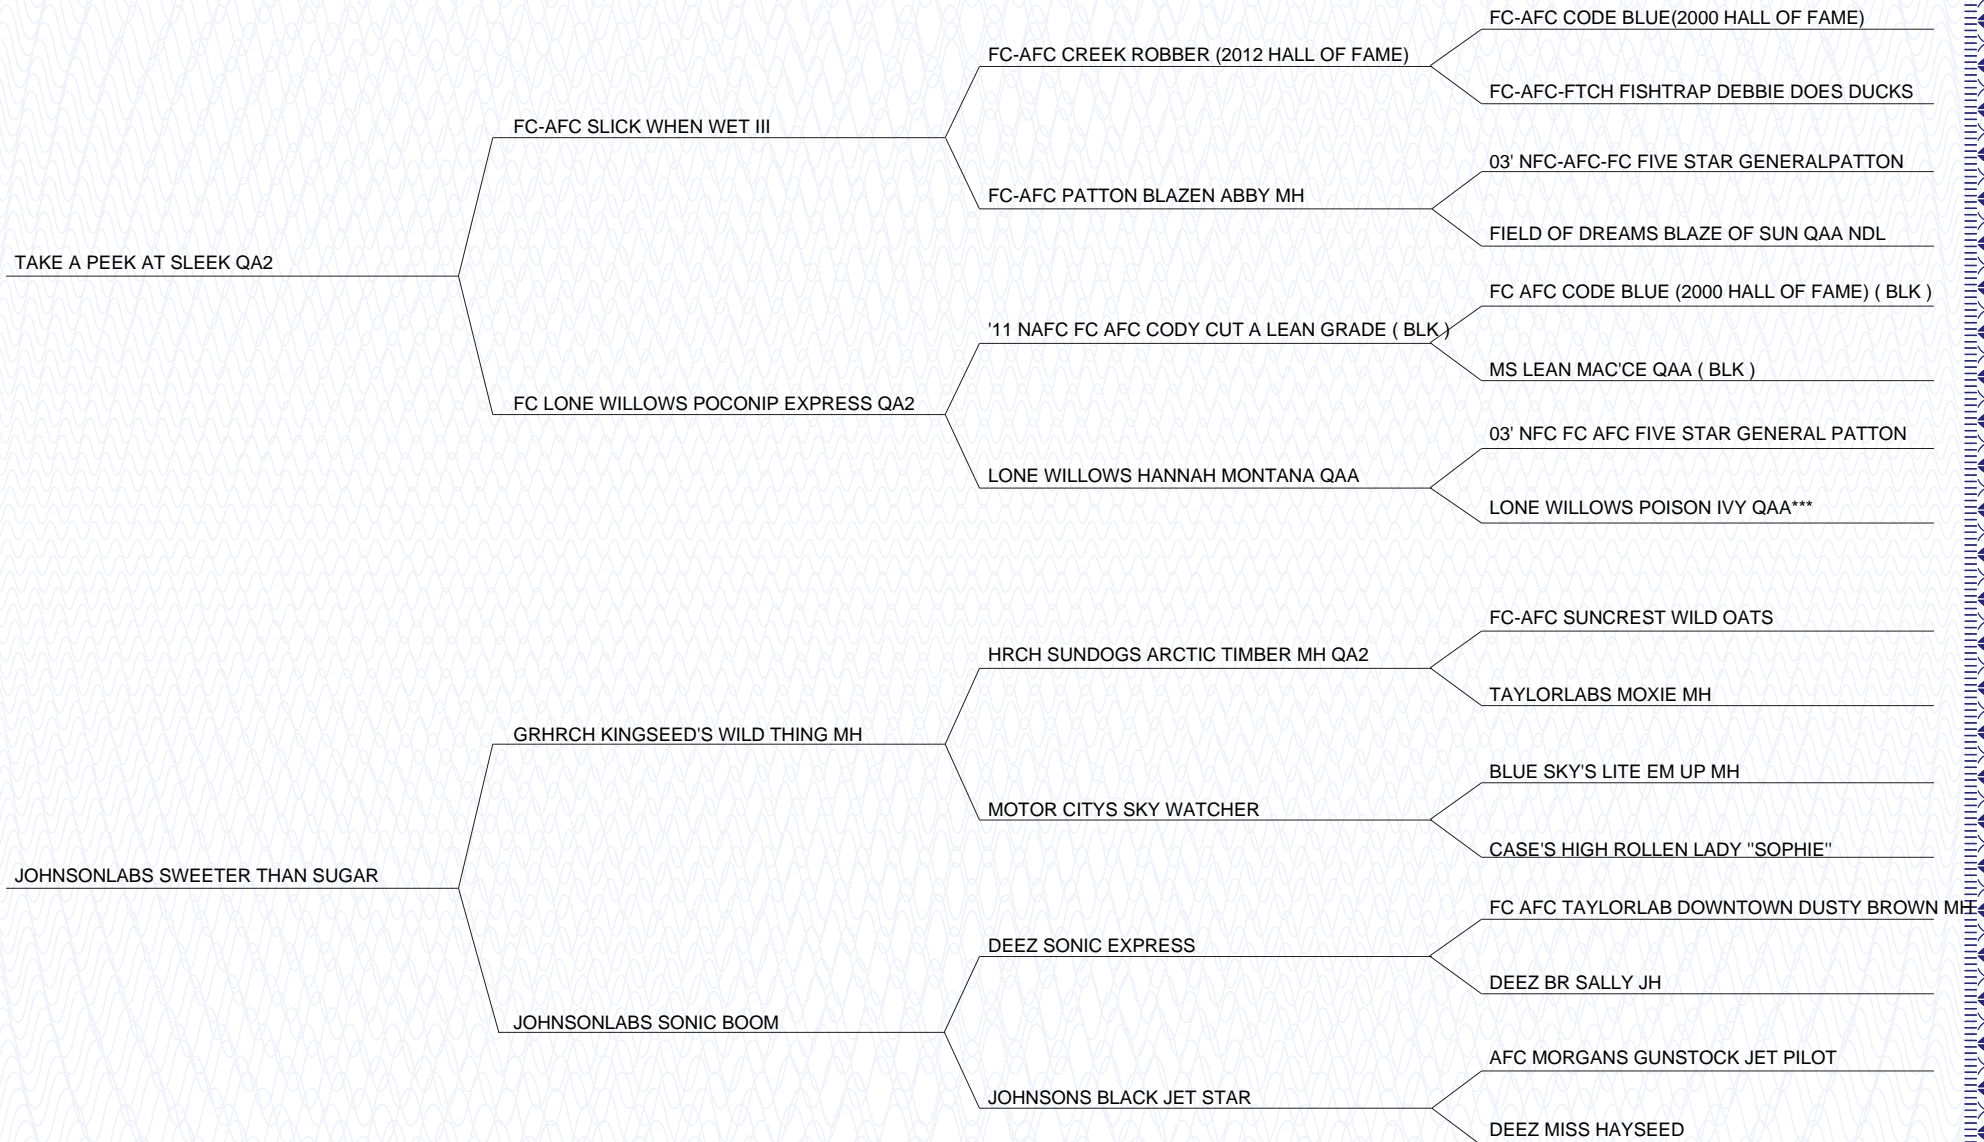 FC-AFC CODE BLUE(2000 HALL OF FAME)
FC-AFC CREEK ROBBER (2012 HALL OF FAME)
FC-AFC-FTCH FISHTRAP DEBBIE DOES DUCKS
FC-AFC SLICK WHEN WET III
03' NFC-AFC-FC FIVE STAR GENERALPATTON
FC-AFC PATTON BLAZEN ABBY MH
FIELD OF DREAMS BLAZE OF SUN QAA NDL
TAKE A PEEK AT SLEEK QA2
FC AFC CODE BLUE (2000 HALL OF FAME) ( BLK )
'11 NAFC FC AFC CODY CUT A LEAN GRADE ( BLK )
MS LEAN MAC'CE QAA ( BLK )
FC LONE WILLOWS POCONIP EXPRESS QA2
03' NFC FC AFC FIVE STAR GENERAL PATTON
LONE WILLOWS HANNAH MONTANA QAA
LONE WILLOWS POISON IVY QAA***
FC-AFC SUNCREST WILD OATS
HRCH SUNDOGS ARCTIC TIMBER MH QA2
TAYLORLABS MOXIE MH
GRHRCH KINGSEED'S WILD THING MH
BLUE SKY'S LITE EM UP MH
MOTOR CITYS SKY WATCHER
CASE'S HIGH ROLLEN LADY "SOPHIE"
JOHNSONLABS SWEETER THAN SUGAR
FC AFC TAYLORLAB DOWNTOWN DUSTY BROWN MH
DEEZ SONIC EXPRESS
DEEZ BR SALLY JH
JOHNSONLABS SONIC BOOM
AFC MORGANS GUNSTOCK JET PILOT
JOHNSONS BLACK JET STAR
DEEZ MISS HAYSEED